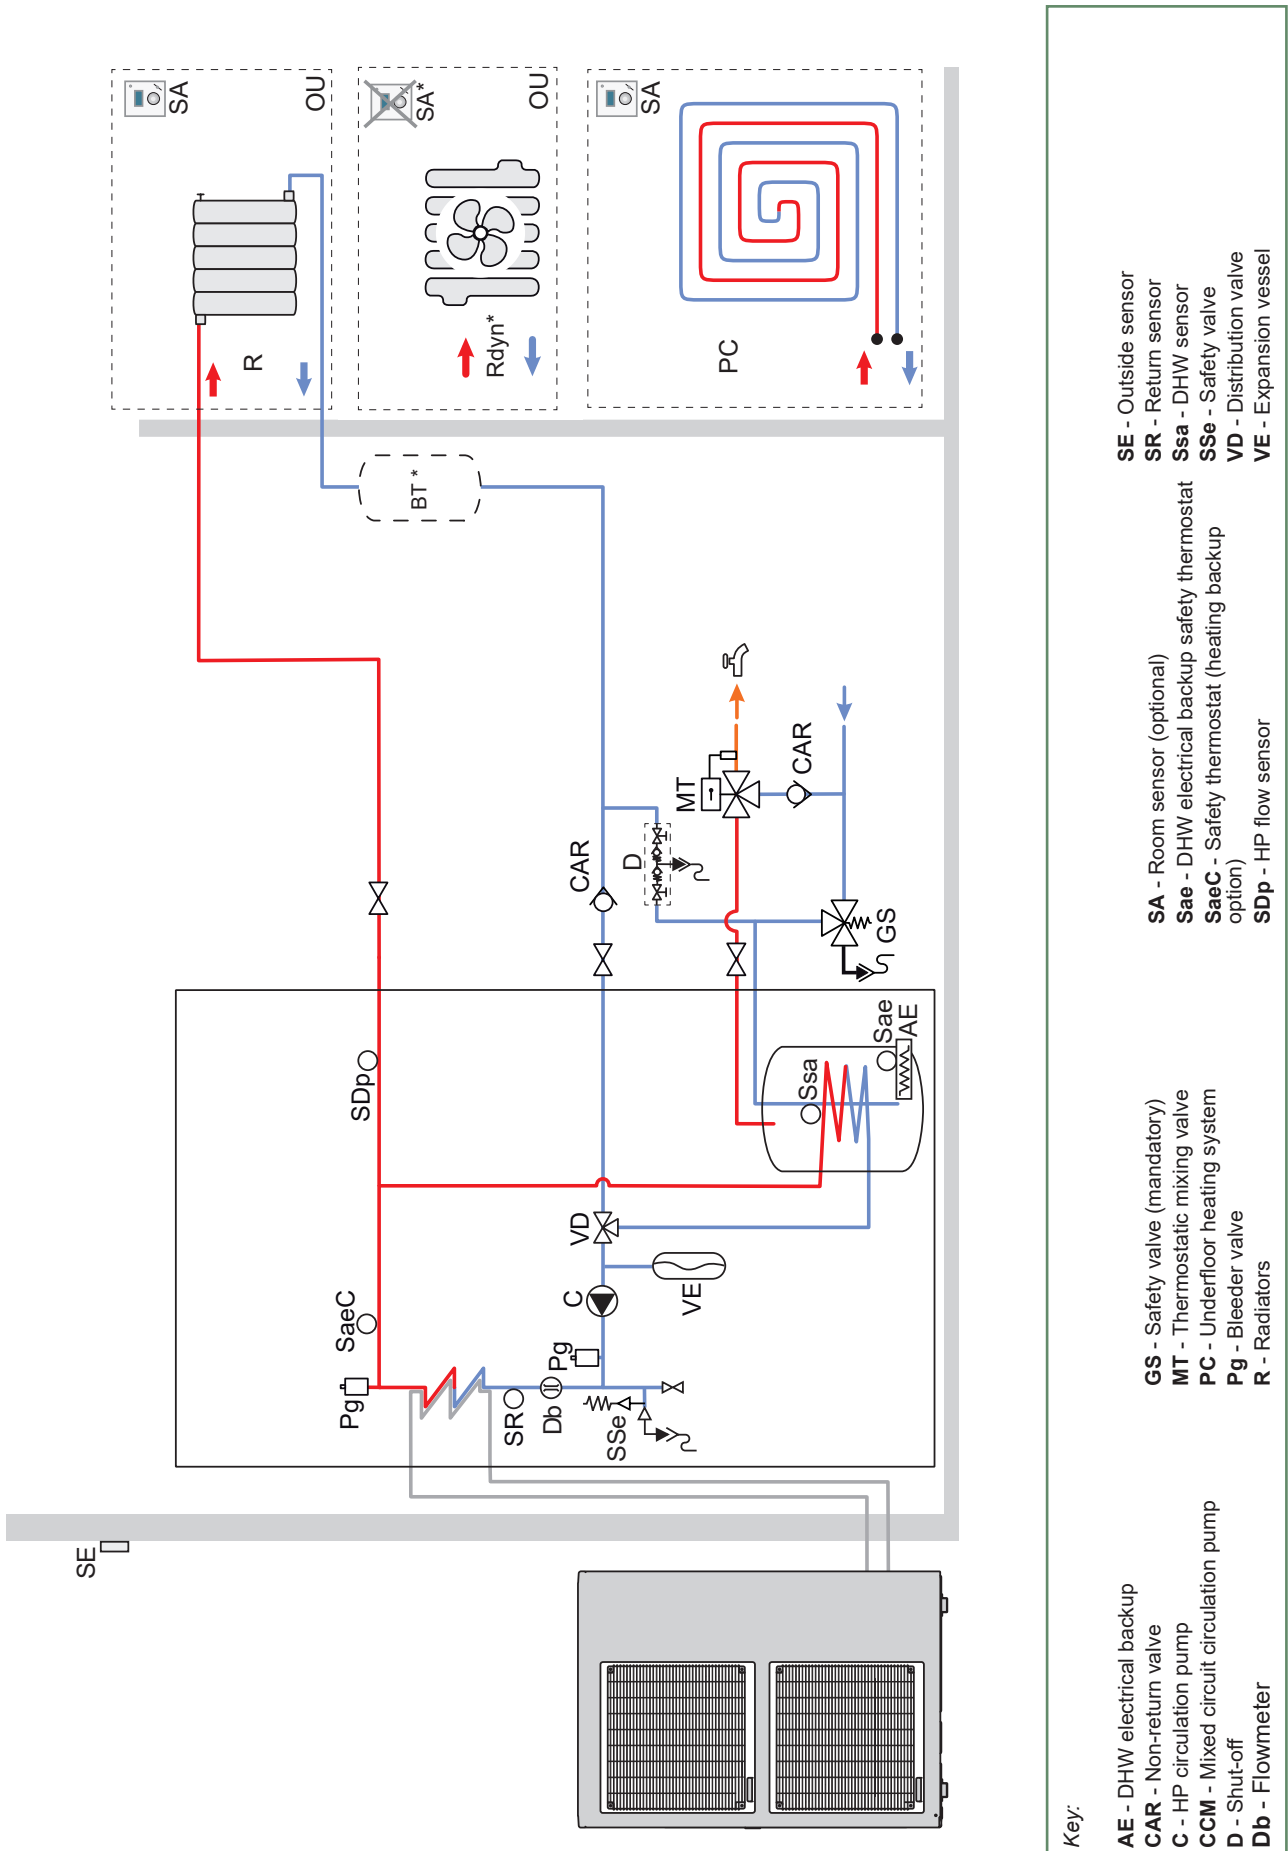 SE
SaeC
Pg
SDp
SR
Db
Pg
SSe
C
VE
VD
Ssa
Sae
AE
CAR
D
MT
CAR
GS
BT *
SA
R
OU
SA*
Rdyn*
OU
SA
PC
Key:
AE - DHW electrical backup
CAR - Non-return valve
C - HP circulation pump
CCM - Mixed circuit circulation pump
D - Shut-off
Db - Flowmeter
GS - Safety valve (mandatory)
MT - Thermostatic mixing valve
PC - Underfloor heating system
Pg - Bleeder valve
R - Radiators
SA - Room sensor (optional)
Sae - DHW electrical backup safety thermostat
SaeC - Safety thermostat (heating backup
option)
SDp - HP flow sensor
SE - Outside sensor
SR - Return sensor
Ssa - DHW sensor
SSe - Safety valve
VD - Distribution valve
VE - Expansion vessel